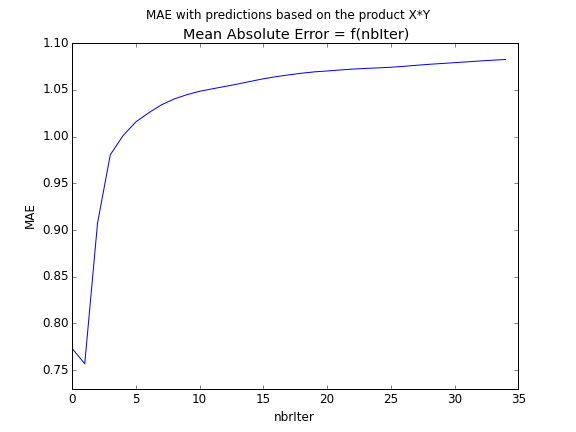 MAE with predictions based on the product X*Y
Mean Absolute Error = f(nbIter)
1.10
1.05
1.00
0.95
0.90
0.85
0.80
0.75
MAE
0 5 10 15 20 25 30 35
nbrIter